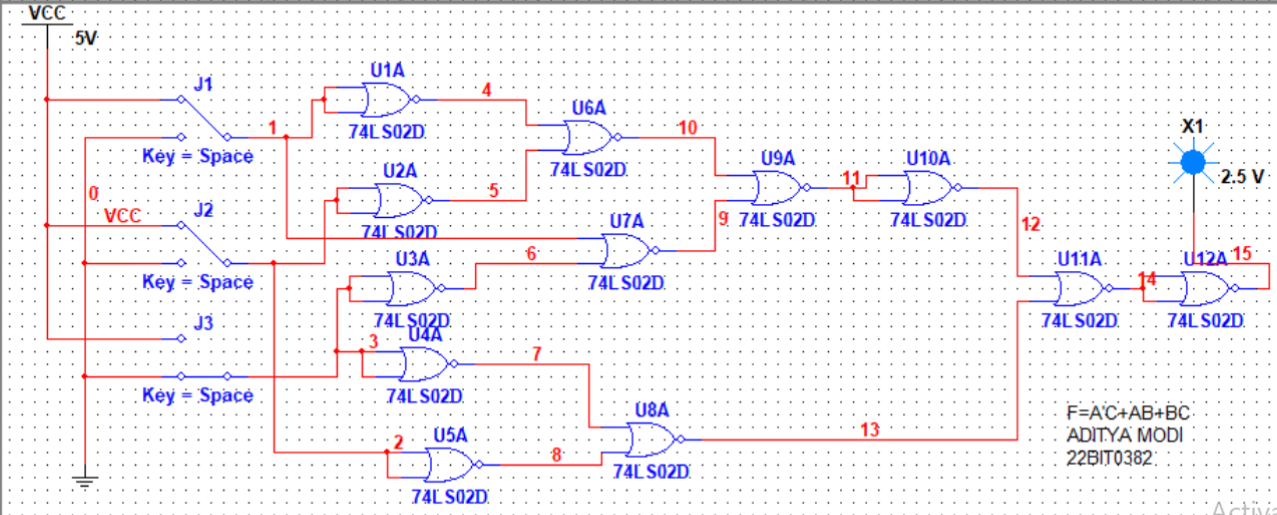 VCC
5V
J1
1
Key = Space
0
VCC
J2
Key = Space
J3
Key = Space
U1A
74LS02D
4
U2A
74LS02D
5
U3A
74LS02D
6
U4A
74LS02D
3
7
U5A
74LS02D
2
8
U6A
74LS02D
10
U7A
74LS02D
9
U8A
74LS02D
13
U9A
74LS02D
11
U10A
74LS02D
12
U11A
74LS02D
14
U12A
74LS02D
15
X1
2.5 V
F=A'C+AB+BC
ADITYA MODI
22BIT0382